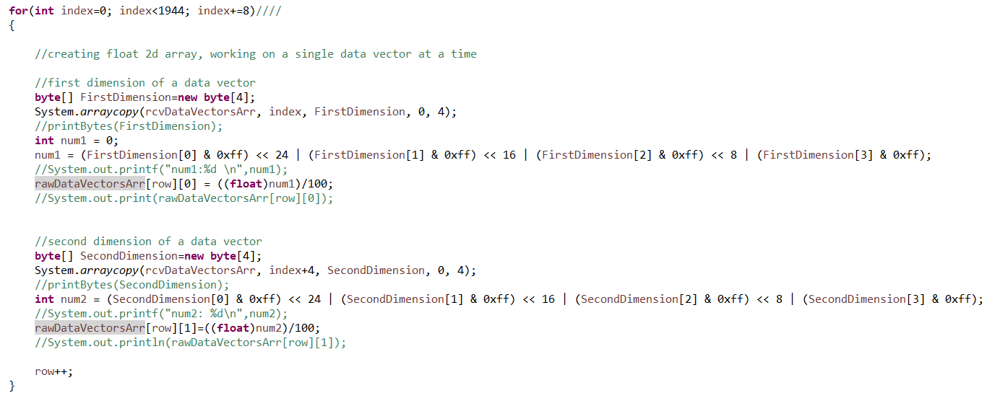 for(int index=0; index<1944; index+=8)////
{
//creating float 2d array, working on a single data vector at a time
//first dimension of a data vector
byte[] FirstDimension=new byte[4];
System.arraycopy(rcvDataVectorsArr, index, FirstDimension, 0, 4);
//printBytes(FirstDimension);
int num1 = 0;
num1 = (FirstDimension[0] & 0xff) << 24 | (FirstDimension[1] & 0xff) << 16 | (FirstDimension[2] & 0xff) << 8 | (FirstDimension[3] & 0xff);
//System.out.printf("num1:%d \n",num1);
rawDataVectorsArr[row][0] = ((float)num1)/100;
//System.out.print(rawDataVectorsArr[row][0]);
//second dimension of a data vector
byte[] SecondDimension=new byte[4];
System.arraycopy(rcvDataVectorsArr, index+4, SecondDimension, 0, 4);
//printBytes(SecondDimension);
int num2 = (SecondDimension[0] & 0xff) << 24 | (SecondDimension[1] & 0xff) << 16 | (SecondDimension[2] & 0xff) << 8 | (SecondDimension[3] & 0xff);
//System.out.printf("num2: %d\n",num2);
rawDataVectorsArr[row][1]=((float)num2)/100;
//System.out.println(rawDataVectorsArr[row][1]);
row++;
}